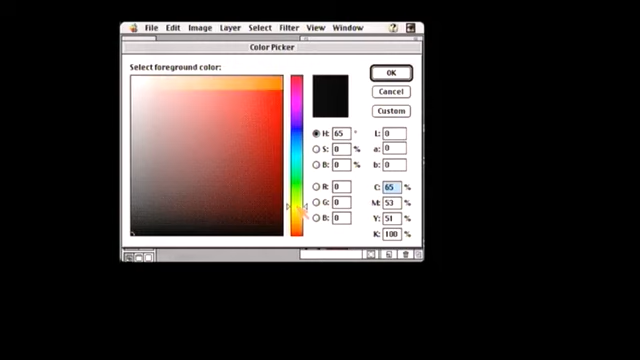 File Edit Image Layer Select Filter View Window
Color Picker
Select foreground color:
OK
Cancel
Custom
H: 65 ° L: 0
S: 0 % a: 0
B: 0 % b: 0
R: 0 C: 65 %
G: 0 M: 53 %
B: 0 Y: 51 %
K: 100 %